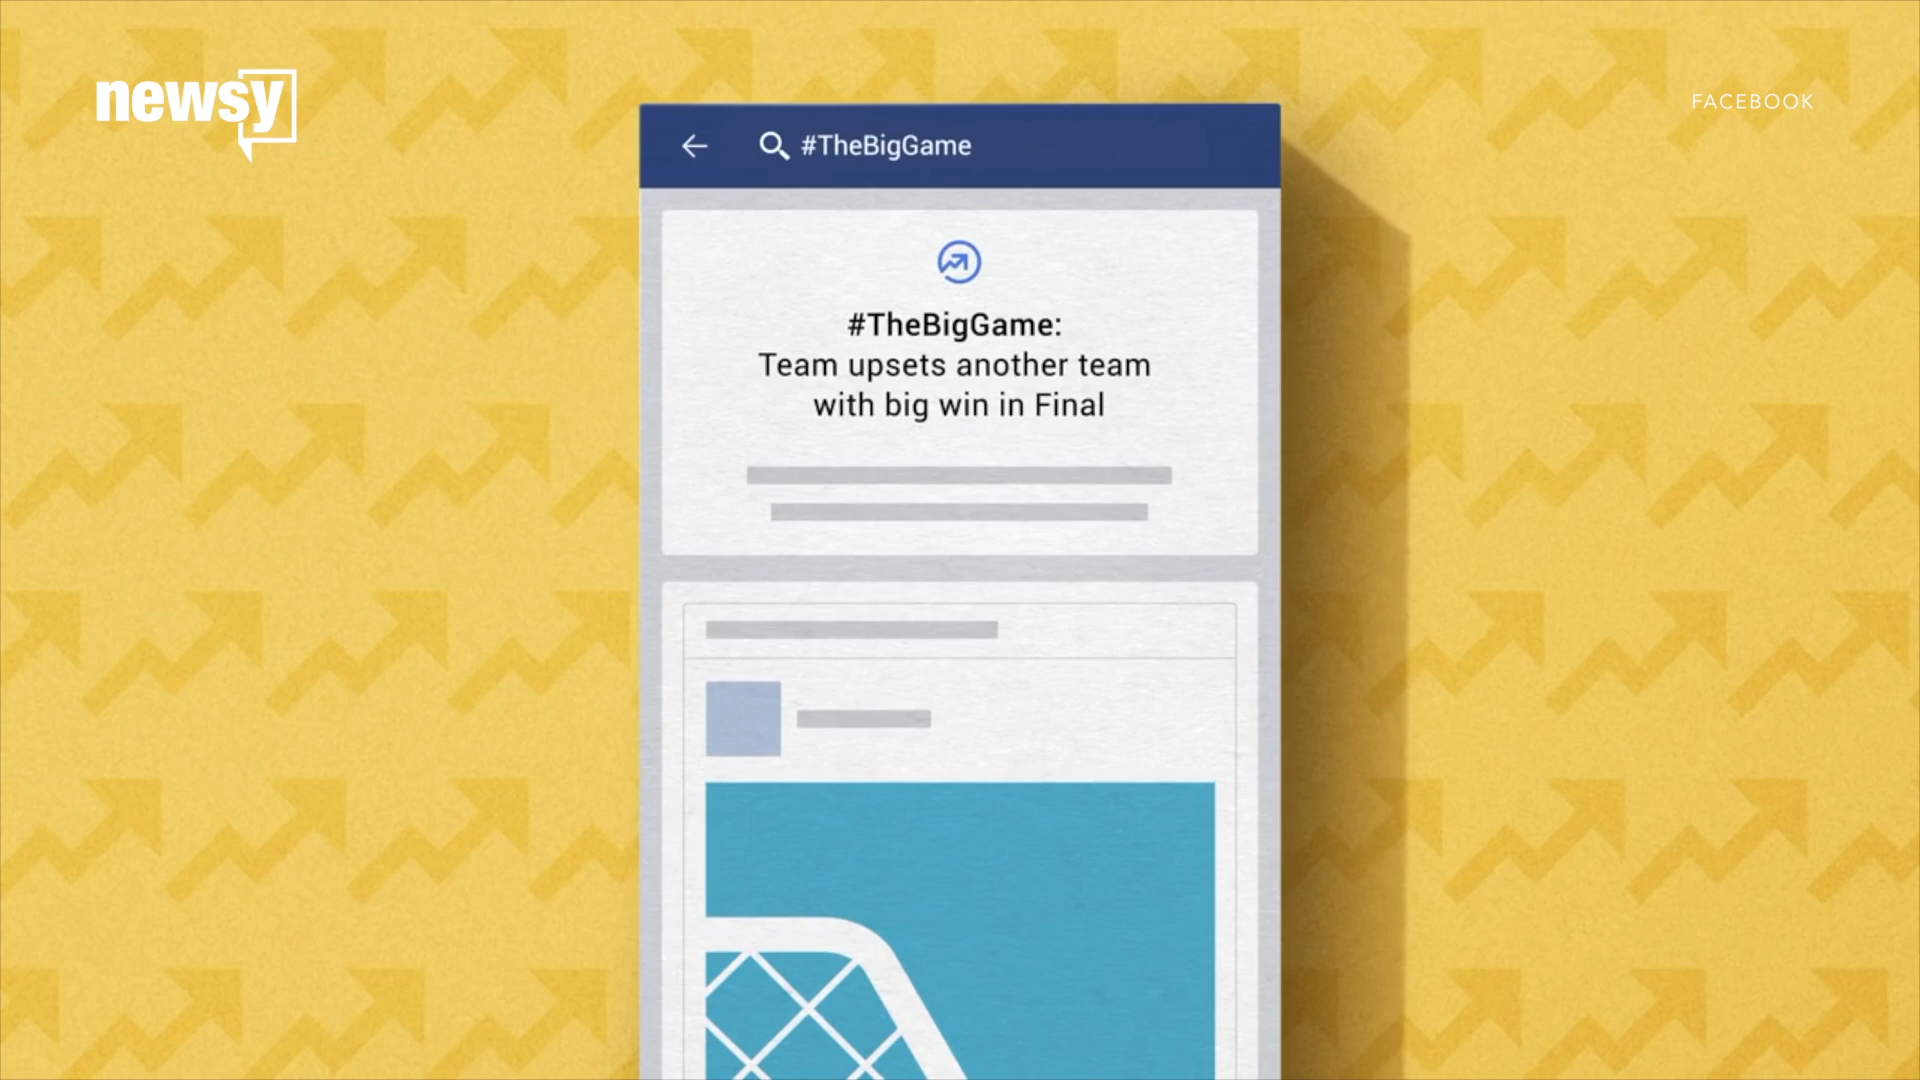 newsy
FACEBOOK
#TheBigGame
#TheBigGame:
Team upsets another team
with big win in Final